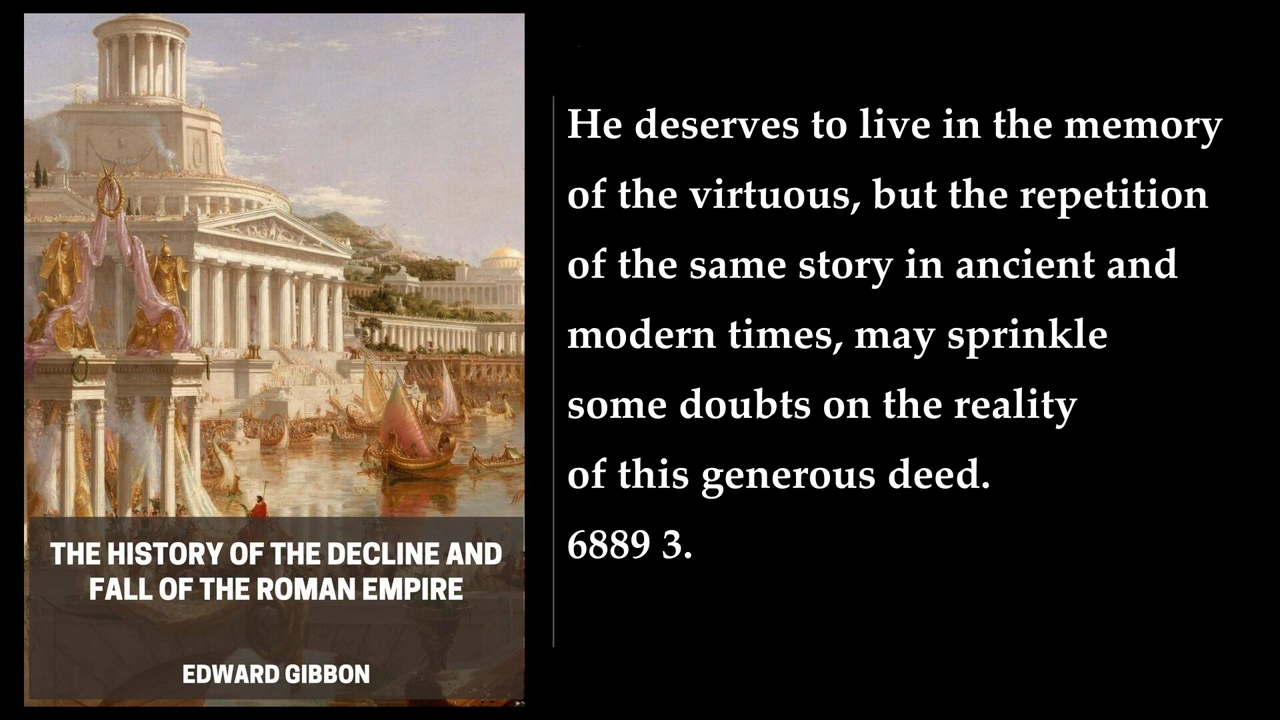 THE HISTORY OF THE DECLINE AND
FALL OF THE ROMAN EMPIRE
EDWARD GIBBON
He deserves to live in the memory
of the virtuous, but the repetition
of the same story in ancient and
modern times, may sprinkle
some doubts on the reality
of this generous deed.
6889 3.